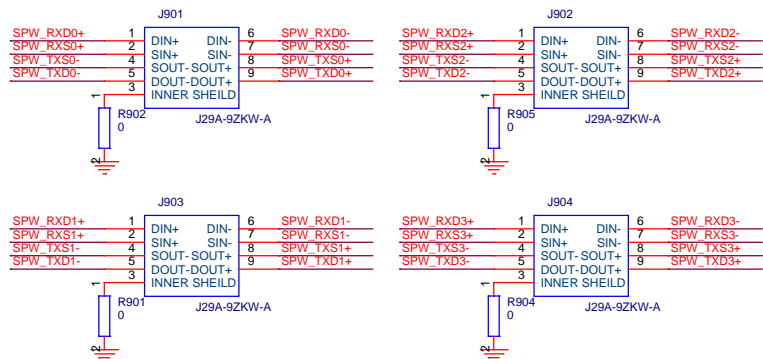 J901
SPW_RXD0+ 1 DIN+ DIN- 6 SPW_RXD0-
SPW_RXS0+ 2 SIN+ SIN- 7 SPW_RXS0-
SPW_TXS0- 4 SOUT- SOUT+ 8 SPW_TXS0+
SPW_TXD0- 5 DOUT- DOUT+ 9 SPW_TXD0+
3 INNER SHEILD
1
R902
0
2
J29A-9ZKW-A
J902
SPW_RXD2+ 1 DIN+ DIN- 6 SPW_RXD2-
SPW_RXS2+ 2 SIN+ SIN- 7 SPW_RXS2-
SPW_TXS2- 4 SOUT- SOUT+ 8 SPW_TXS2+
SPW_TXD2- 5 DOUT- DOUT+ 9 SPW_TXD2+
3 INNER SHEILD
1
R905
0
2
J29A-9ZKW-A
J903
SPW_RXD1+ 1 DIN+ DIN- 6 SPW_RXD1-
SPW_RXS1+ 2 SIN+ SIN- 7 SPW_RXS1-
SPW_TXS1- 4 SOUT- SOUT+ 8 SPW_TXS1+
SPW_TXD1- 5 DOUT- DOUT+ 9 SPW_TXD1+
3 INNER SHEILD
1
R901
0
2
J29A-9ZKW-A
J904
SPW_RXD3+ 1 DIN+ DIN- 6 SPW_RXD3-
SPW_RXS3+ 2 SIN+ SIN- 7 SPW_RXS3-
SPW_TXS3- 4 SOUT- SOUT+ 8 SPW_TXS3+
SPW_TXD3- 5 DOUT- DOUT+ 9 SPW_TXD3+
3 INNER SHEILD
1
R904
0
2
J29A-9ZKW-A